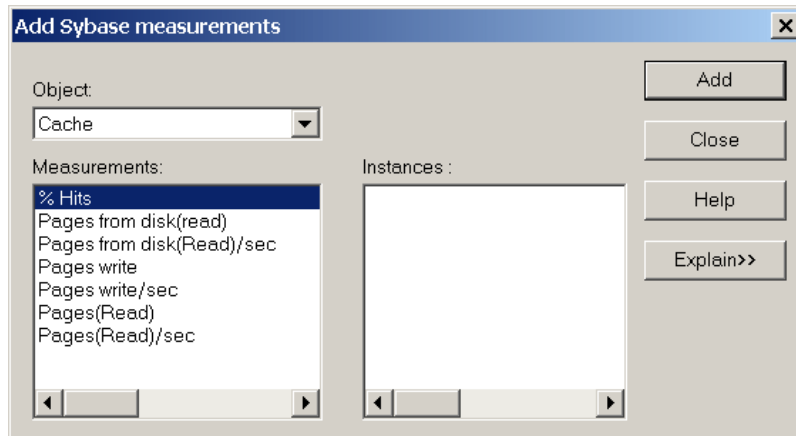 Add Sybase measurements
Object:
Cache
Measurements:
% Hits
Pages from disk(read)
Pages from disk(Read)/sec
Pages write
Pages write/sec
Pages(Read)
Pages(Read)/sec
Instances :
Add
Close
Help
Explain>>